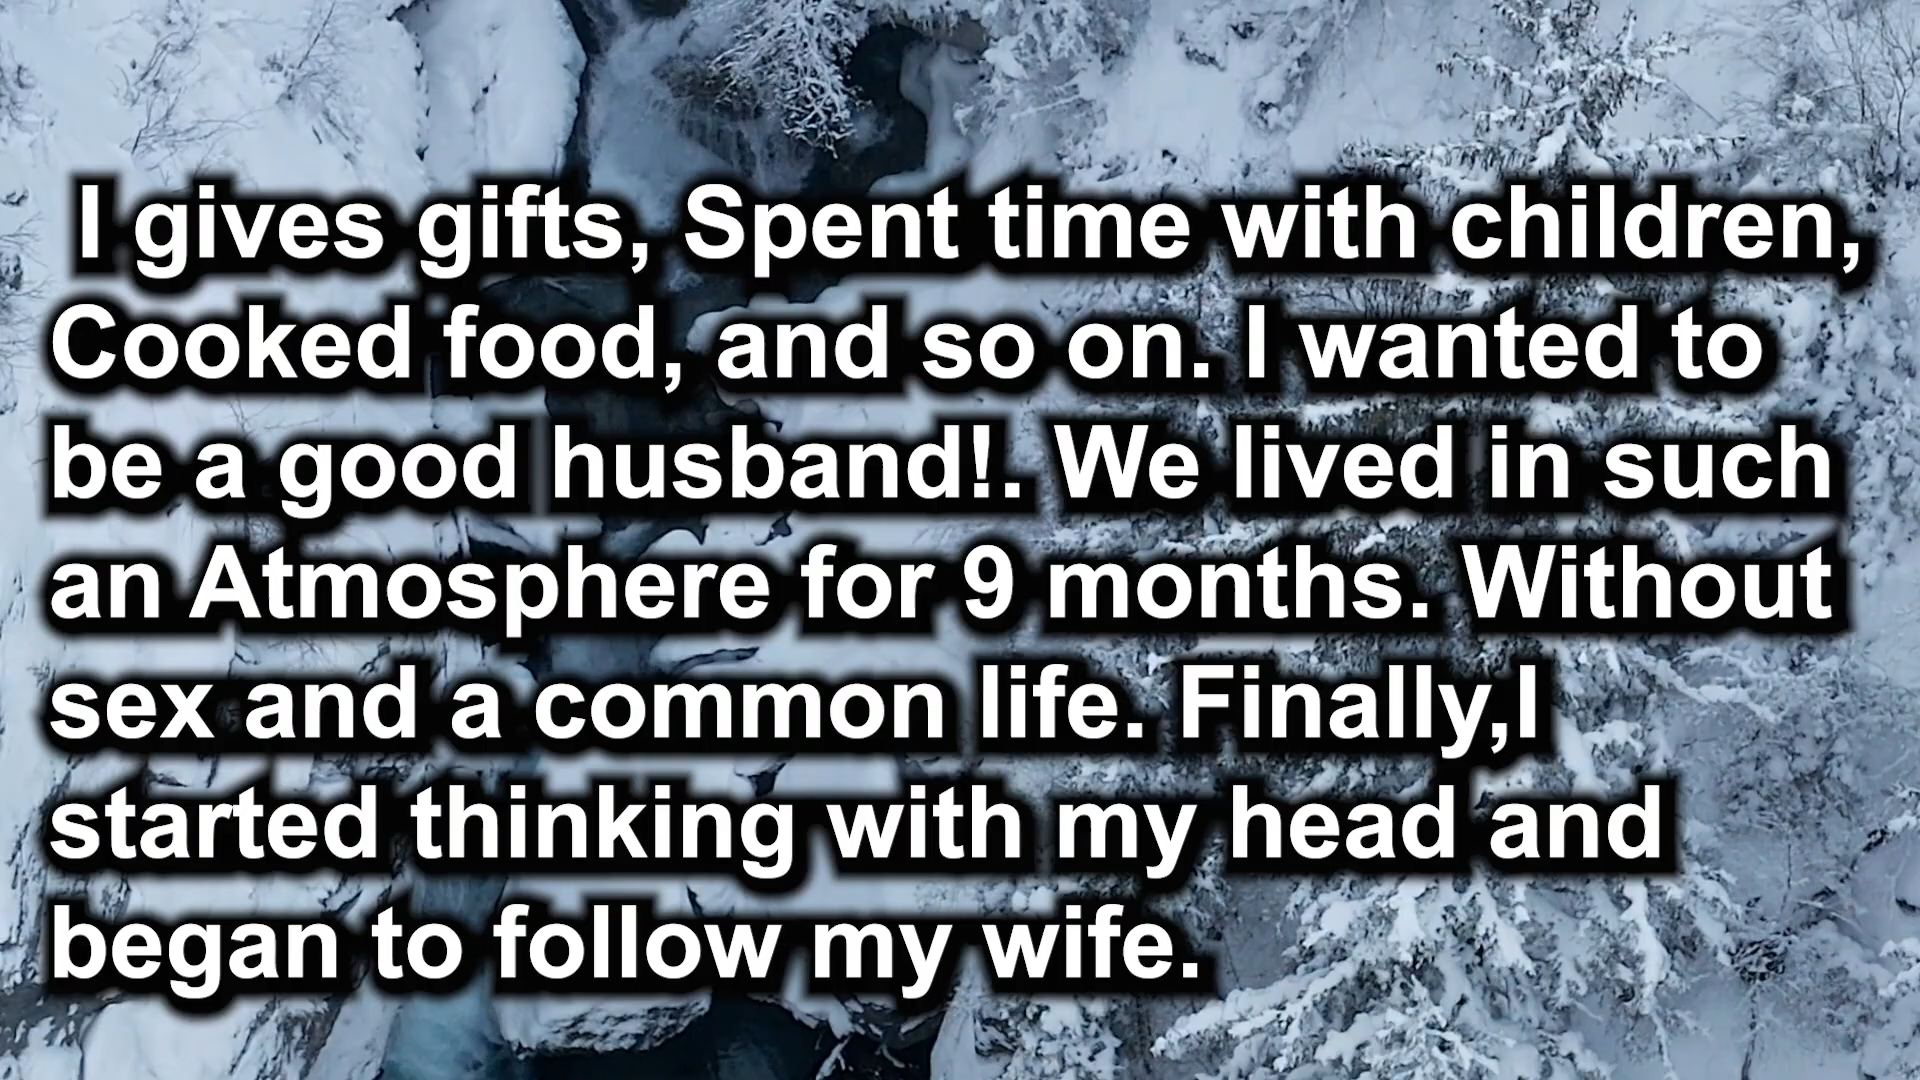 I gives gifts, Spent time with children,
Cooked food, and so on. I wanted to
be a good husband!. We lived in such
an Atmosphere for 9 months. Without
sex and a common life. Finally,I
started thinking with my head and
began to follow my wife.